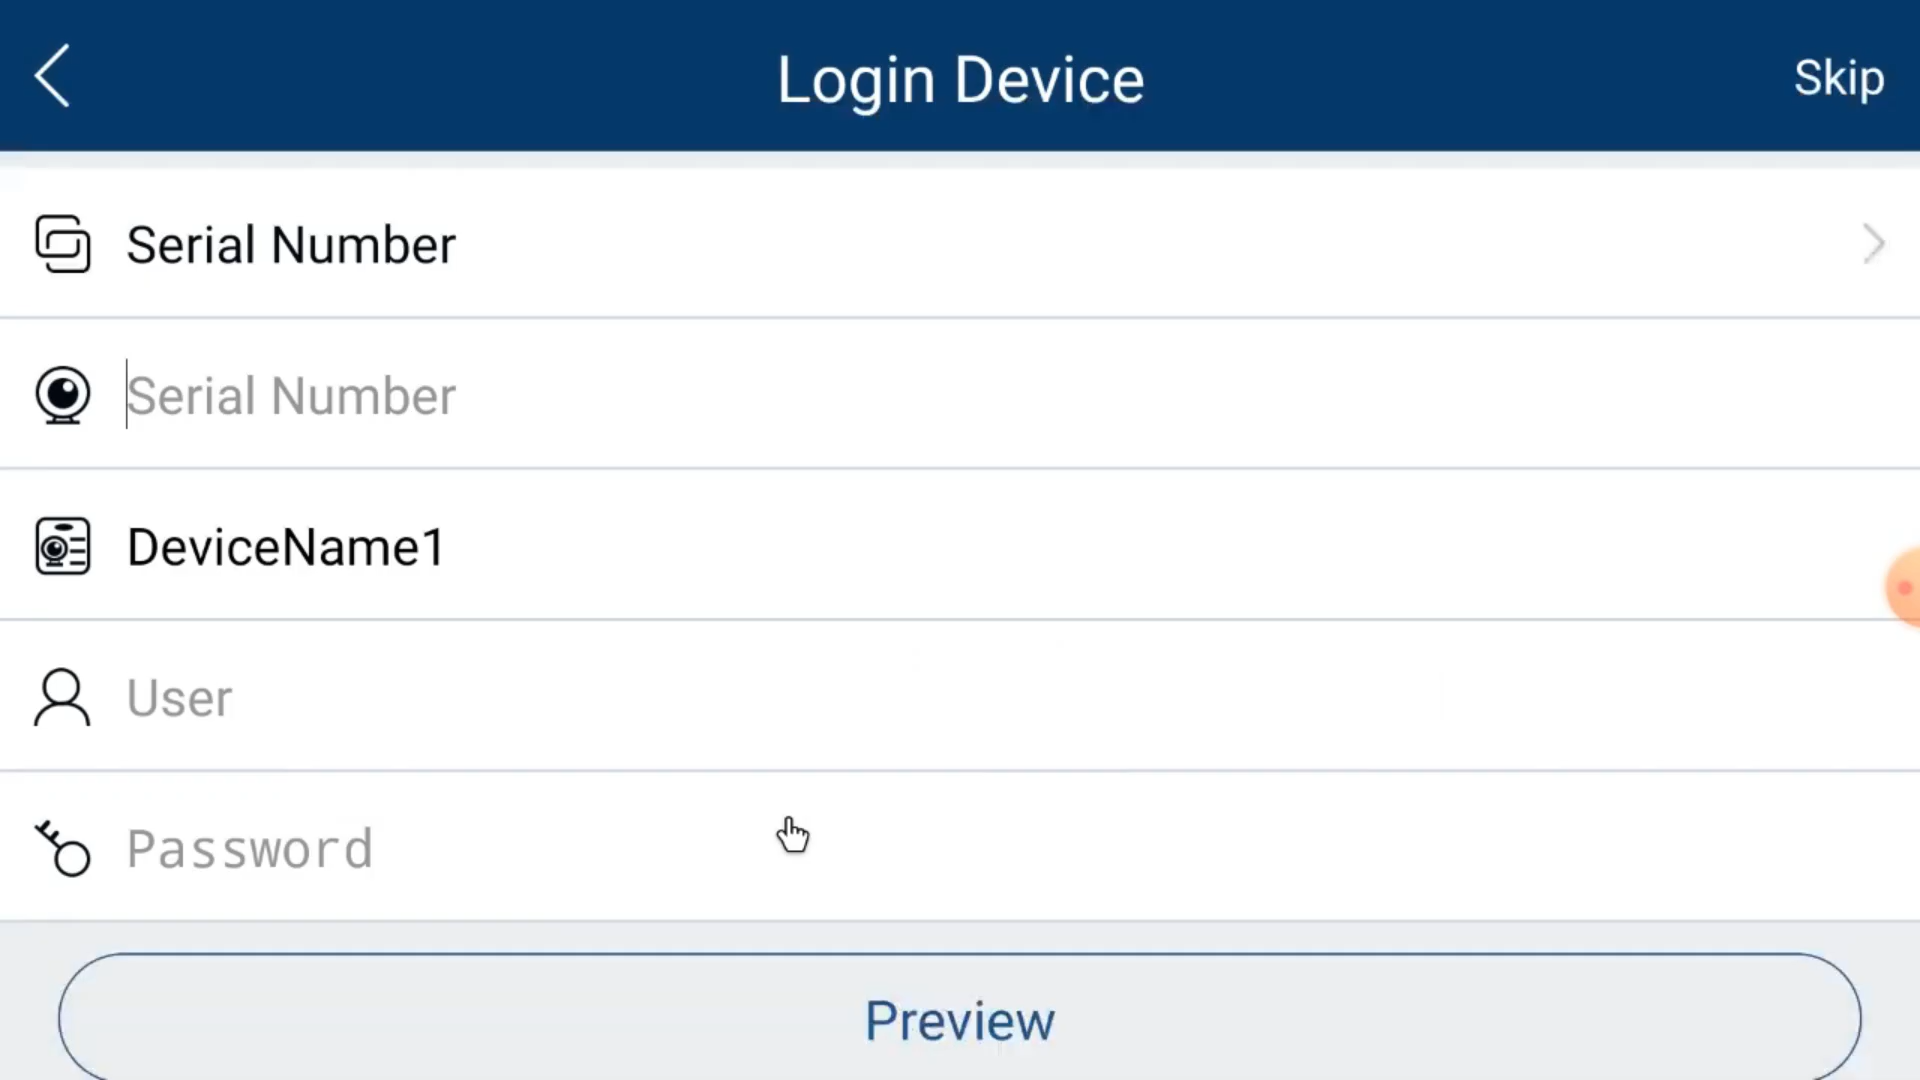 Login Device
Skip
Serial Number
Serial Number
DeviceName1
User
Password
Preview